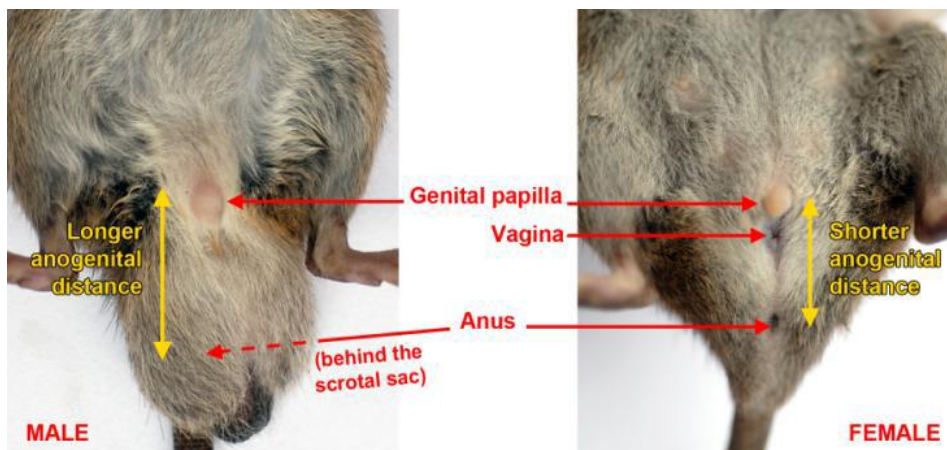 Genital papilla
Vagina
Longer
anogenital
distance
Shorter
anogenital
distance
Anus
(behind the
scrotal sac)
MALE
FEMALE